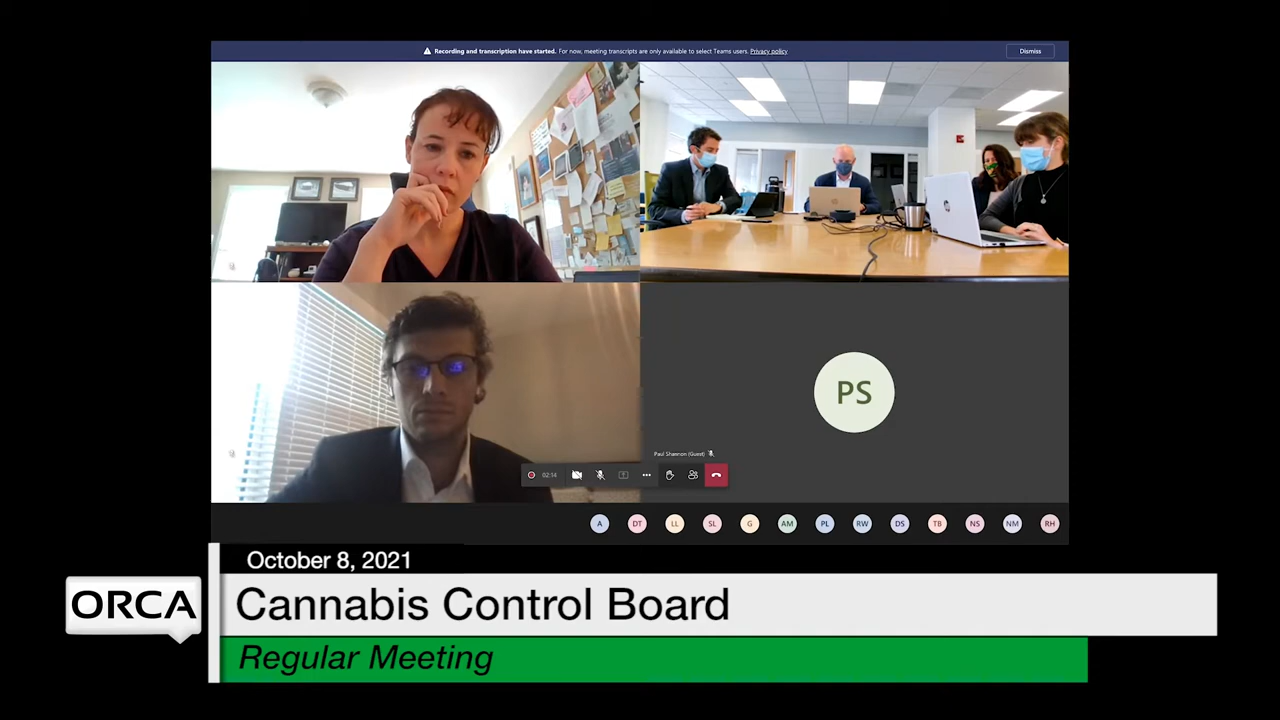 Recording and transcription have started. For now, meeting transcripts are only available to select Teams users. Privacy policy
Dismiss
PS
Paul Shannon (Guest)
02:14
A DT LL SL G AM PL RW DS TB NS NM RH
October 8, 2021
ORCA
Cannabis Control Board
Regular Meeting